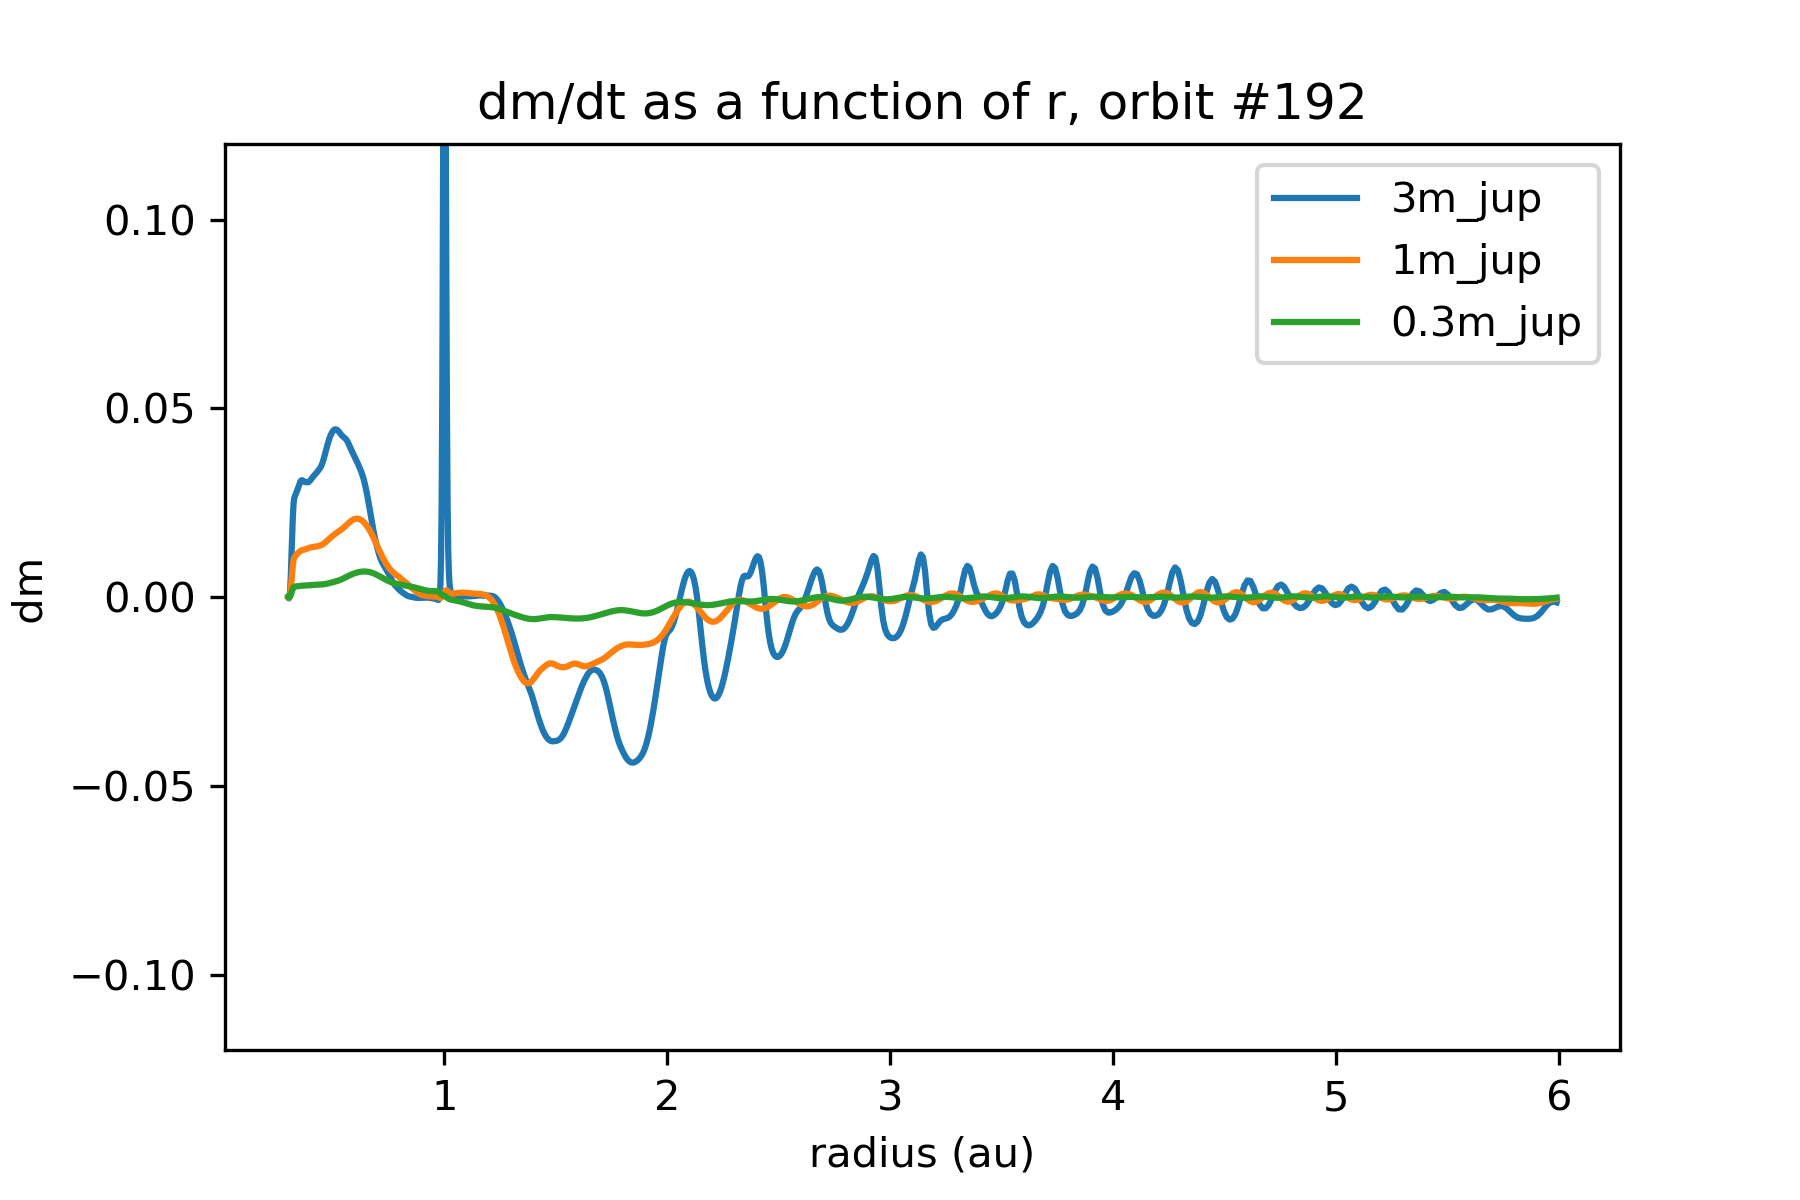 dm/dt as a function of r, orbit #192
3m_jup
1m_jup
0.3m_jup
0.10
0.05
0.00
−0.05
−0.10
dm
1 2 3 4 5 6
radius (au)